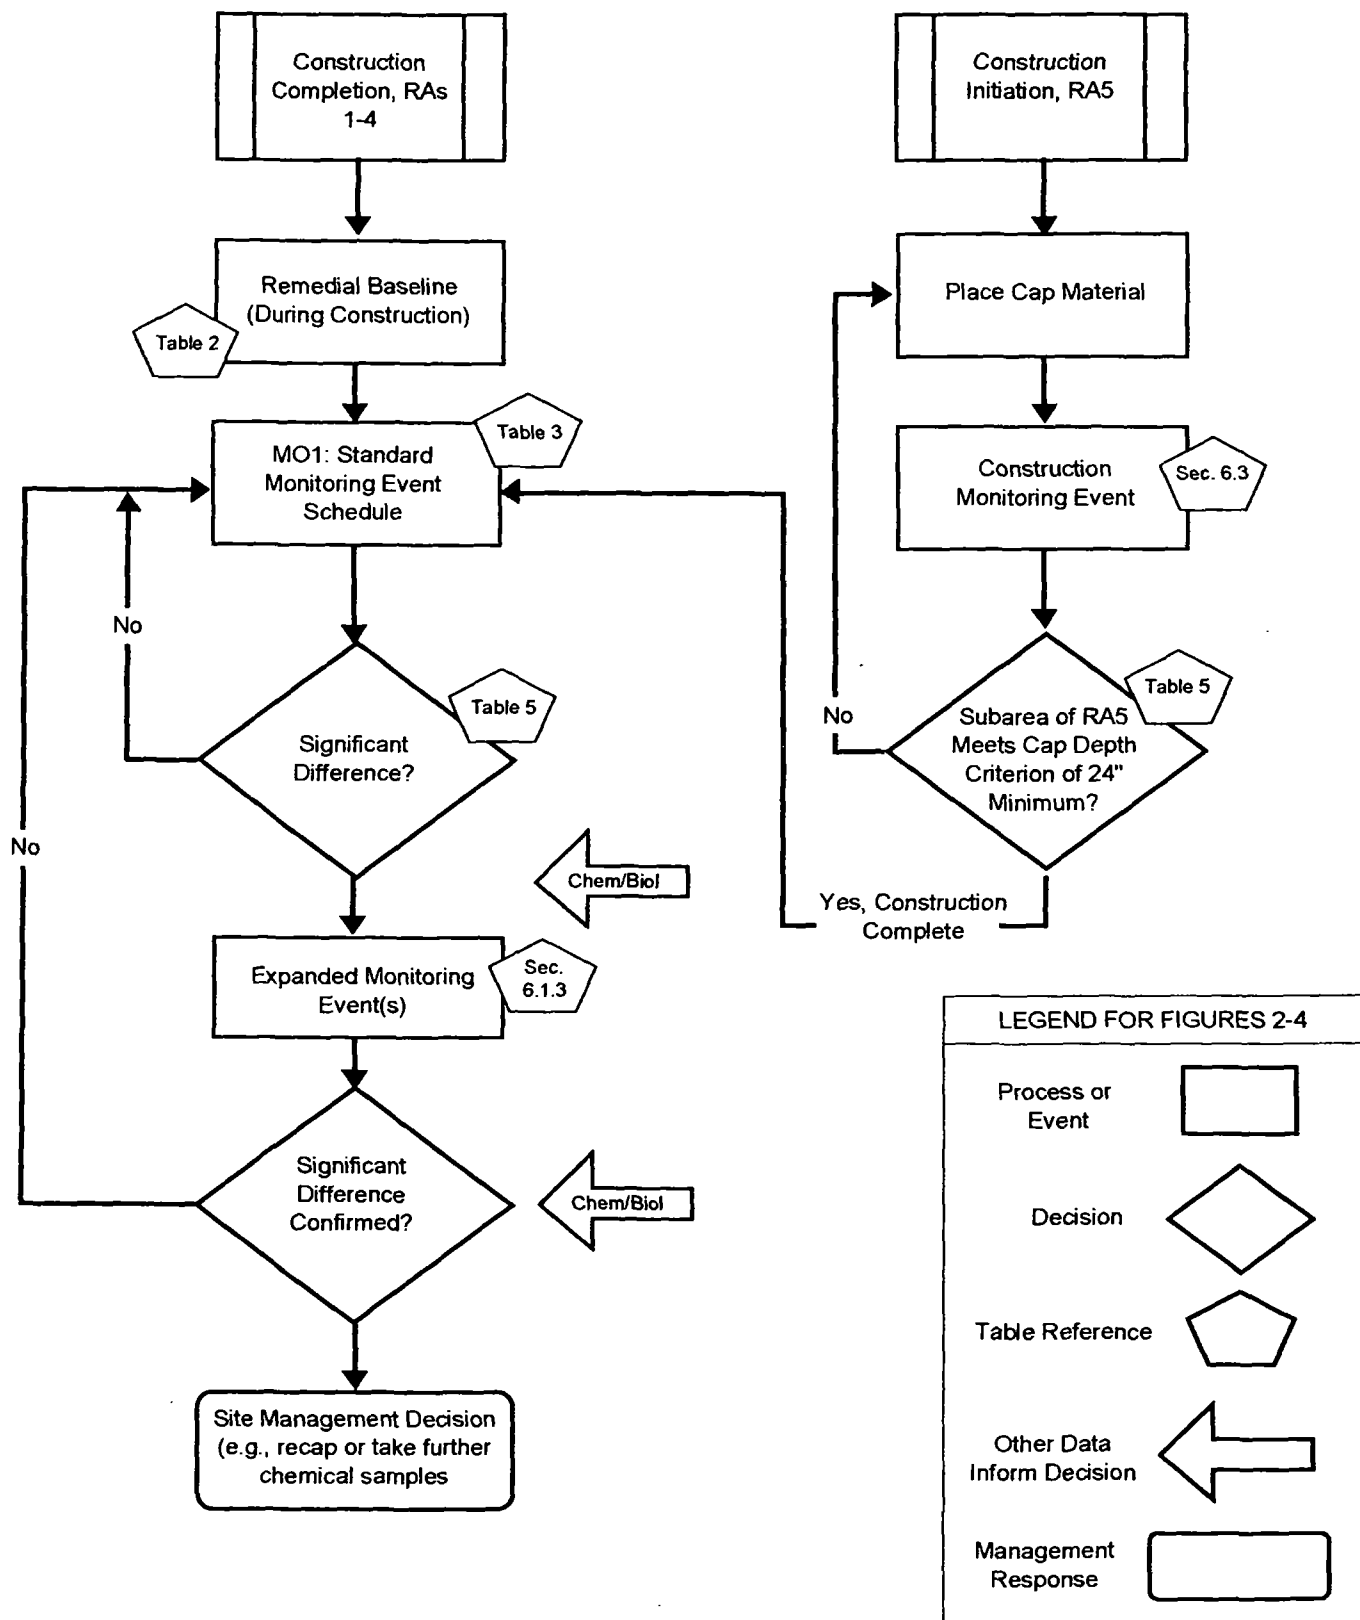 Construction
Completion, RAs
1-4
Remedial Baseline
(During Construction)
Table 2
MO1: Standard
Monitoring Event
Schedule
Table 3
No
Significant
Difference?
Table 5
No
Chem/Biol
Expanded Monitoring
Event(s)
Sec.
6.1.3
Significant
Difference
Confirmed?
Chem/Biol
Site Management Decision
(e.g., recap or take further
chemical samples
Construction
Initiation, RA5
Place Cap Material
Construction
Monitoring Event
Sec. 6.3
Table 5
No
Subarea of RA5
Meets Cap Depth
Criterion of 24"
Minimum?
Yes, Construction
Complete
LEGEND FOR FIGURES 2-4
Process or
Event
Decision
Table Reference
Other Data
Inform Decision
Management
Response